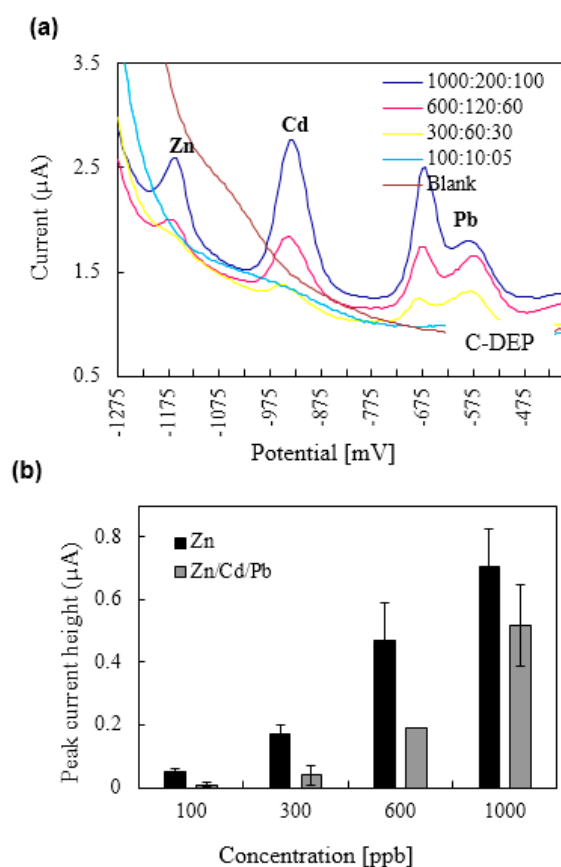 (a)
3.5
2.5
1.5
0.5
Current (μA)
Zn
Cd
Pb
1000:200:100
600:120:60
300:60:30
100:10:05
Blank
C-DEP
-1275
-1175
-1075
-975
-875
-775
-675
-575
-475
Potential [mV]
(b)
0.8
0.6
0.4
0.2
0
Peak current height (μA)
Zn
Zn/Cd/Pb
100 300 600 1000
Concentration [ppb]